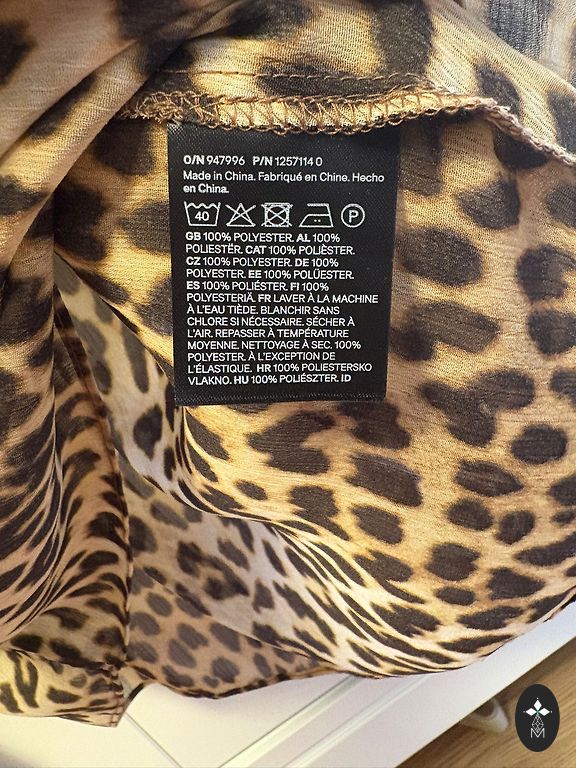 O/N 947996 P/N 1257114 0
Made in China. Fabriqué en Chine. Hecho
en China.
40 P
GB 100% POLYESTER. AL 100%
POLIESTËR. CAT 100% POLIÈSTER.
CZ 100% POLYESTER. DE 100%
POLYESTER. EE 100% POLÜESTER.
ES 100% POLIÉSTER. FI 100%
POLYESTERIÄ. FR LAVER À LA MACHINE
À L'EAU TIÈDE. BLANCHIR SANS
CHLORE SI NÉCESSAIRE. SÉCHER À
L'AIR. REPASSER À TEMPÉRATURE
MOYENNE. NETTOYAGE À SEC. 100%
POLYESTER. À L'EXCEPTION DE
L'ÉLASTIQUE. HR 100% POLIESTERSKO
VLAKNO. HU 100% POLIÉSZTER. ID
M